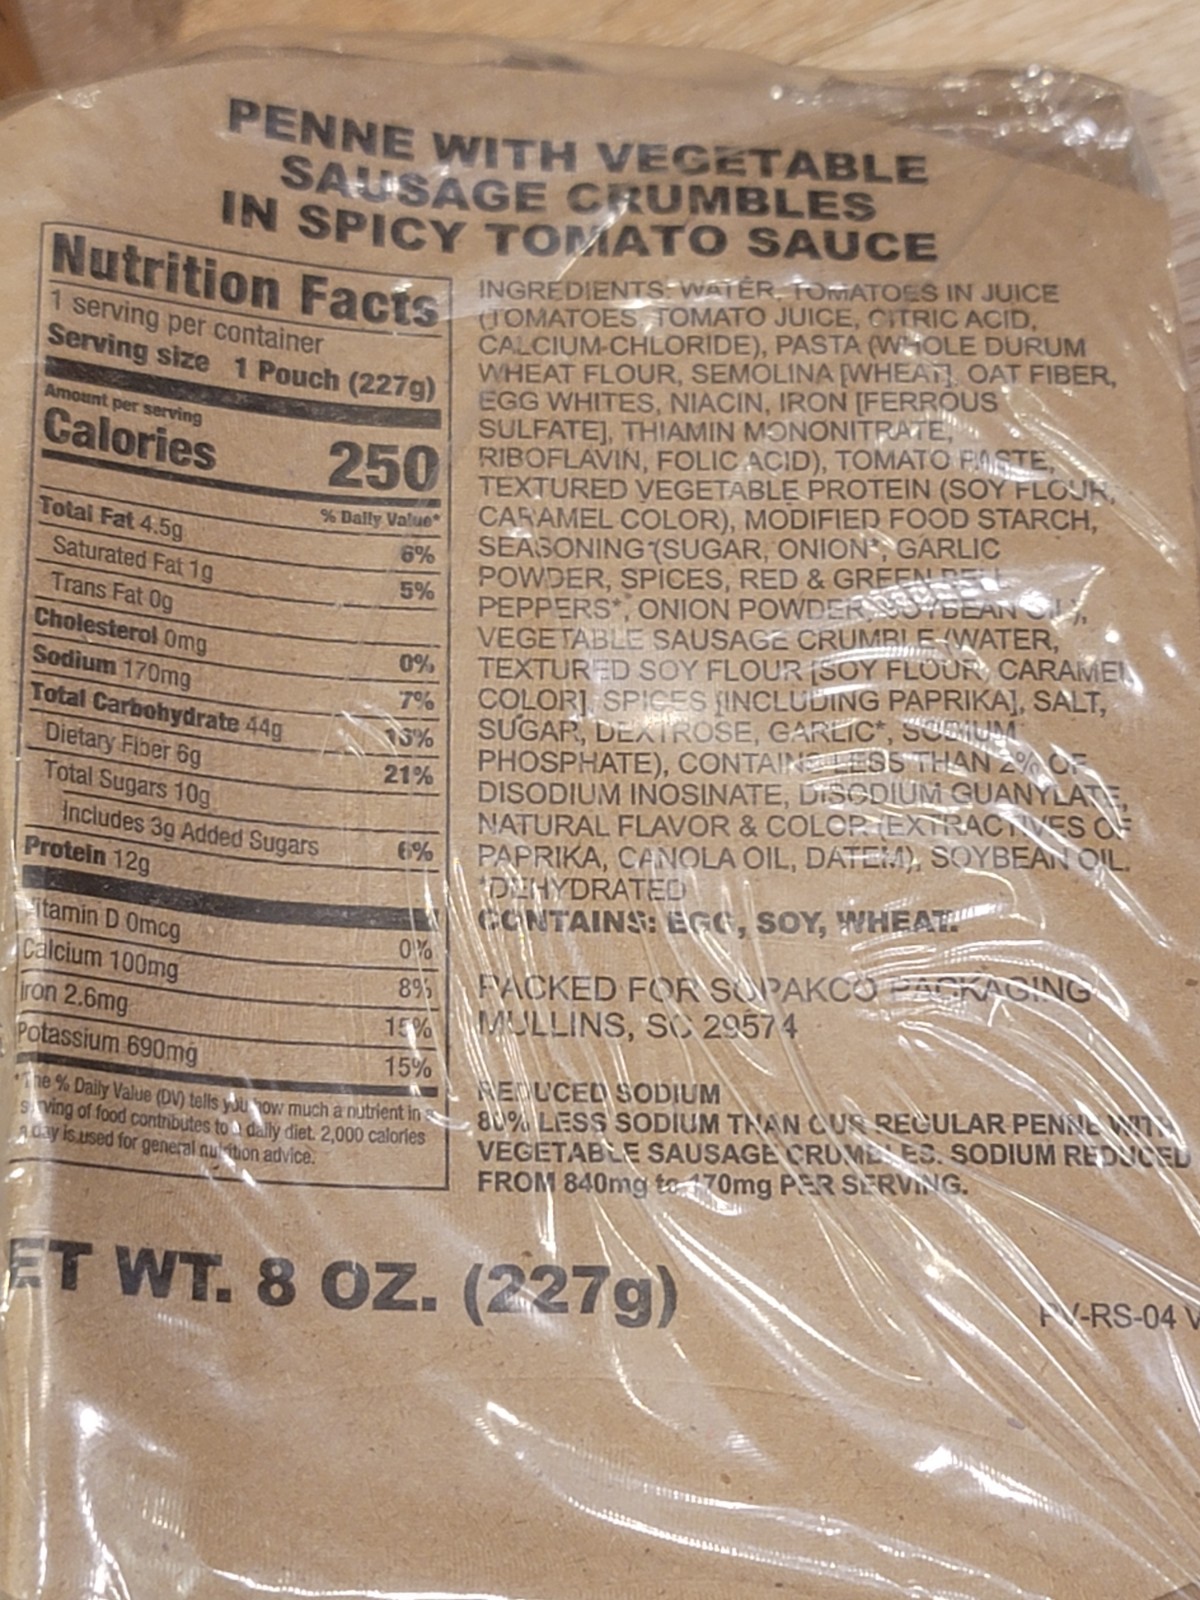 PENNE WITH VEGETABLE
SAUSAGE CRUMBLES
IN SPICY TOMATO SAUCE
Nutrition Facts
1 serving per container
Serving size 1 Pouch (227g)
Amount per serving
Calories 250
% Daily Value*
Total Fat 4.5g 6%
Saturated Fat 1g 5%
Trans Fat 0g
Cholesterol 0mg 0%
Sodium 170mg 7%
Total Carbohydrate 44g 16%
Dietary Fiber 6g 21%
Total Sugars 10g
Includes 3g Added Sugars 6%
Protein 12g
Vitamin D 0mcg 0%
Calcium 100mg 8%
Iron 2.6mg 15%
Potassium 690mg 15%
*The % Daily Value (DV) tells you how much a nutrient in a
serving of food contributes to a daily diet. 2,000 calories
a day is used for general nutrition advice.
INGREDIENTS: WATER, TOMATOES IN JUICE
(TOMATOES, TOMATO JUICE, CITRIC ACID,
CALCIUM CHLORIDE), PASTA (WHOLE DURUM
WHEAT FLOUR, SEMOLINA [WHEAT], OAT FIBER,
EGG WHITES, NIACIN, IRON [FERROUS
SULFATE], THIAMIN MONONITRATE,
RIBOFLAVIN, FOLIC ACID), TOMATO PASTE,
TEXTURED VEGETABLE PROTEIN (SOY FLOUR,
CARAMEL COLOR), MODIFIED FOOD STARCH,
SEASONING (SUGAR, ONION*, GARLIC
POWDER, SPICES, RED & GREEN BELL
PEPPERS*, ONION POWDER, SOYBEAN OIL),
VEGETABLE SAUSAGE CRUMBLE (WATER,
TEXTURED SOY FLOUR [SOY FLOUR, CARAMEL
COLOR], SPICES [INCLUDING PAPRIKA], SALT,
SUGAR, DEXTROSE, GARLIC*, SODIUM
PHOSPHATE), CONTAINS LESS THAN 2% OF
DISODIUM INOSINATE, DISODIUM GUANYLATE,
NATURAL FLAVOR & COLOR (EXTRACTIVES OF
PAPRIKA, CANOLA OIL, DATEM), SOYBEAN OIL.
*DEHYDRATED
CONTAINS: EGG, SOY, WHEAT.
PACKED FOR SOPAKCO PACKAGING
MULLINS, SC 29574
REDUCED SODIUM
80% LESS SODIUM THAN OUR REGULAR PENNE WITH
VEGETABLE SAUSAGE CRUMBLES. SODIUM REDUCED
FROM 840mg to 170mg PER SERVING.
ET WT. 8 OZ. (227g)
PV-RS-04 V